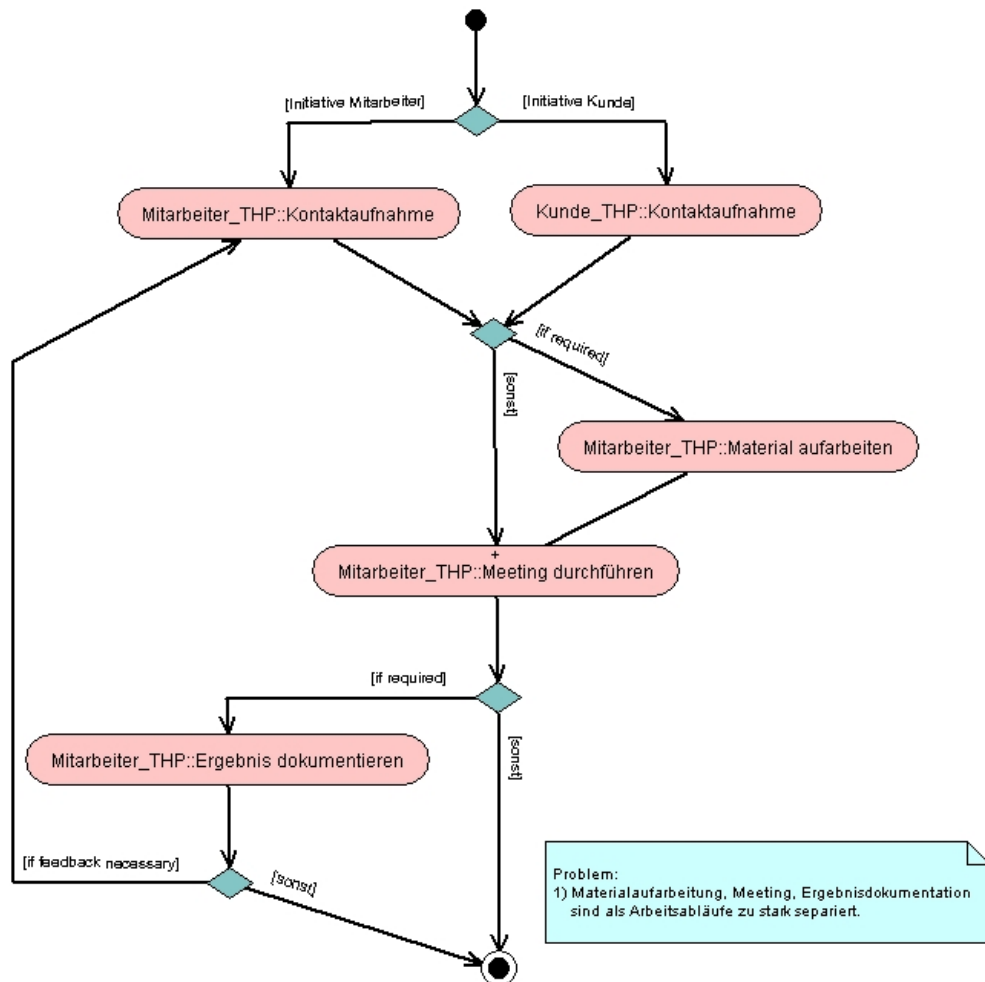 [Initiative Mitarbeiter]
[Initiative Kunde]
Mitarbeiter_THP::Kontaktaufnahme
Kunde_THP::Kontaktaufnahme
[if required]
[sonst]
Mitarbeiter_THP::Material aufarbeiten
+
Mitarbeiter_THP::Meeting durchführen
[if required]
[sonst]
Mitarbeiter_THP::Ergebnis dokumentieren
[if feedback necessary]
[sonst]
Problem:
1) Materialaufarbeitung, Meeting, Ergebnisdokumentation
sind als Arbeitsabläufe zu stark separiert.